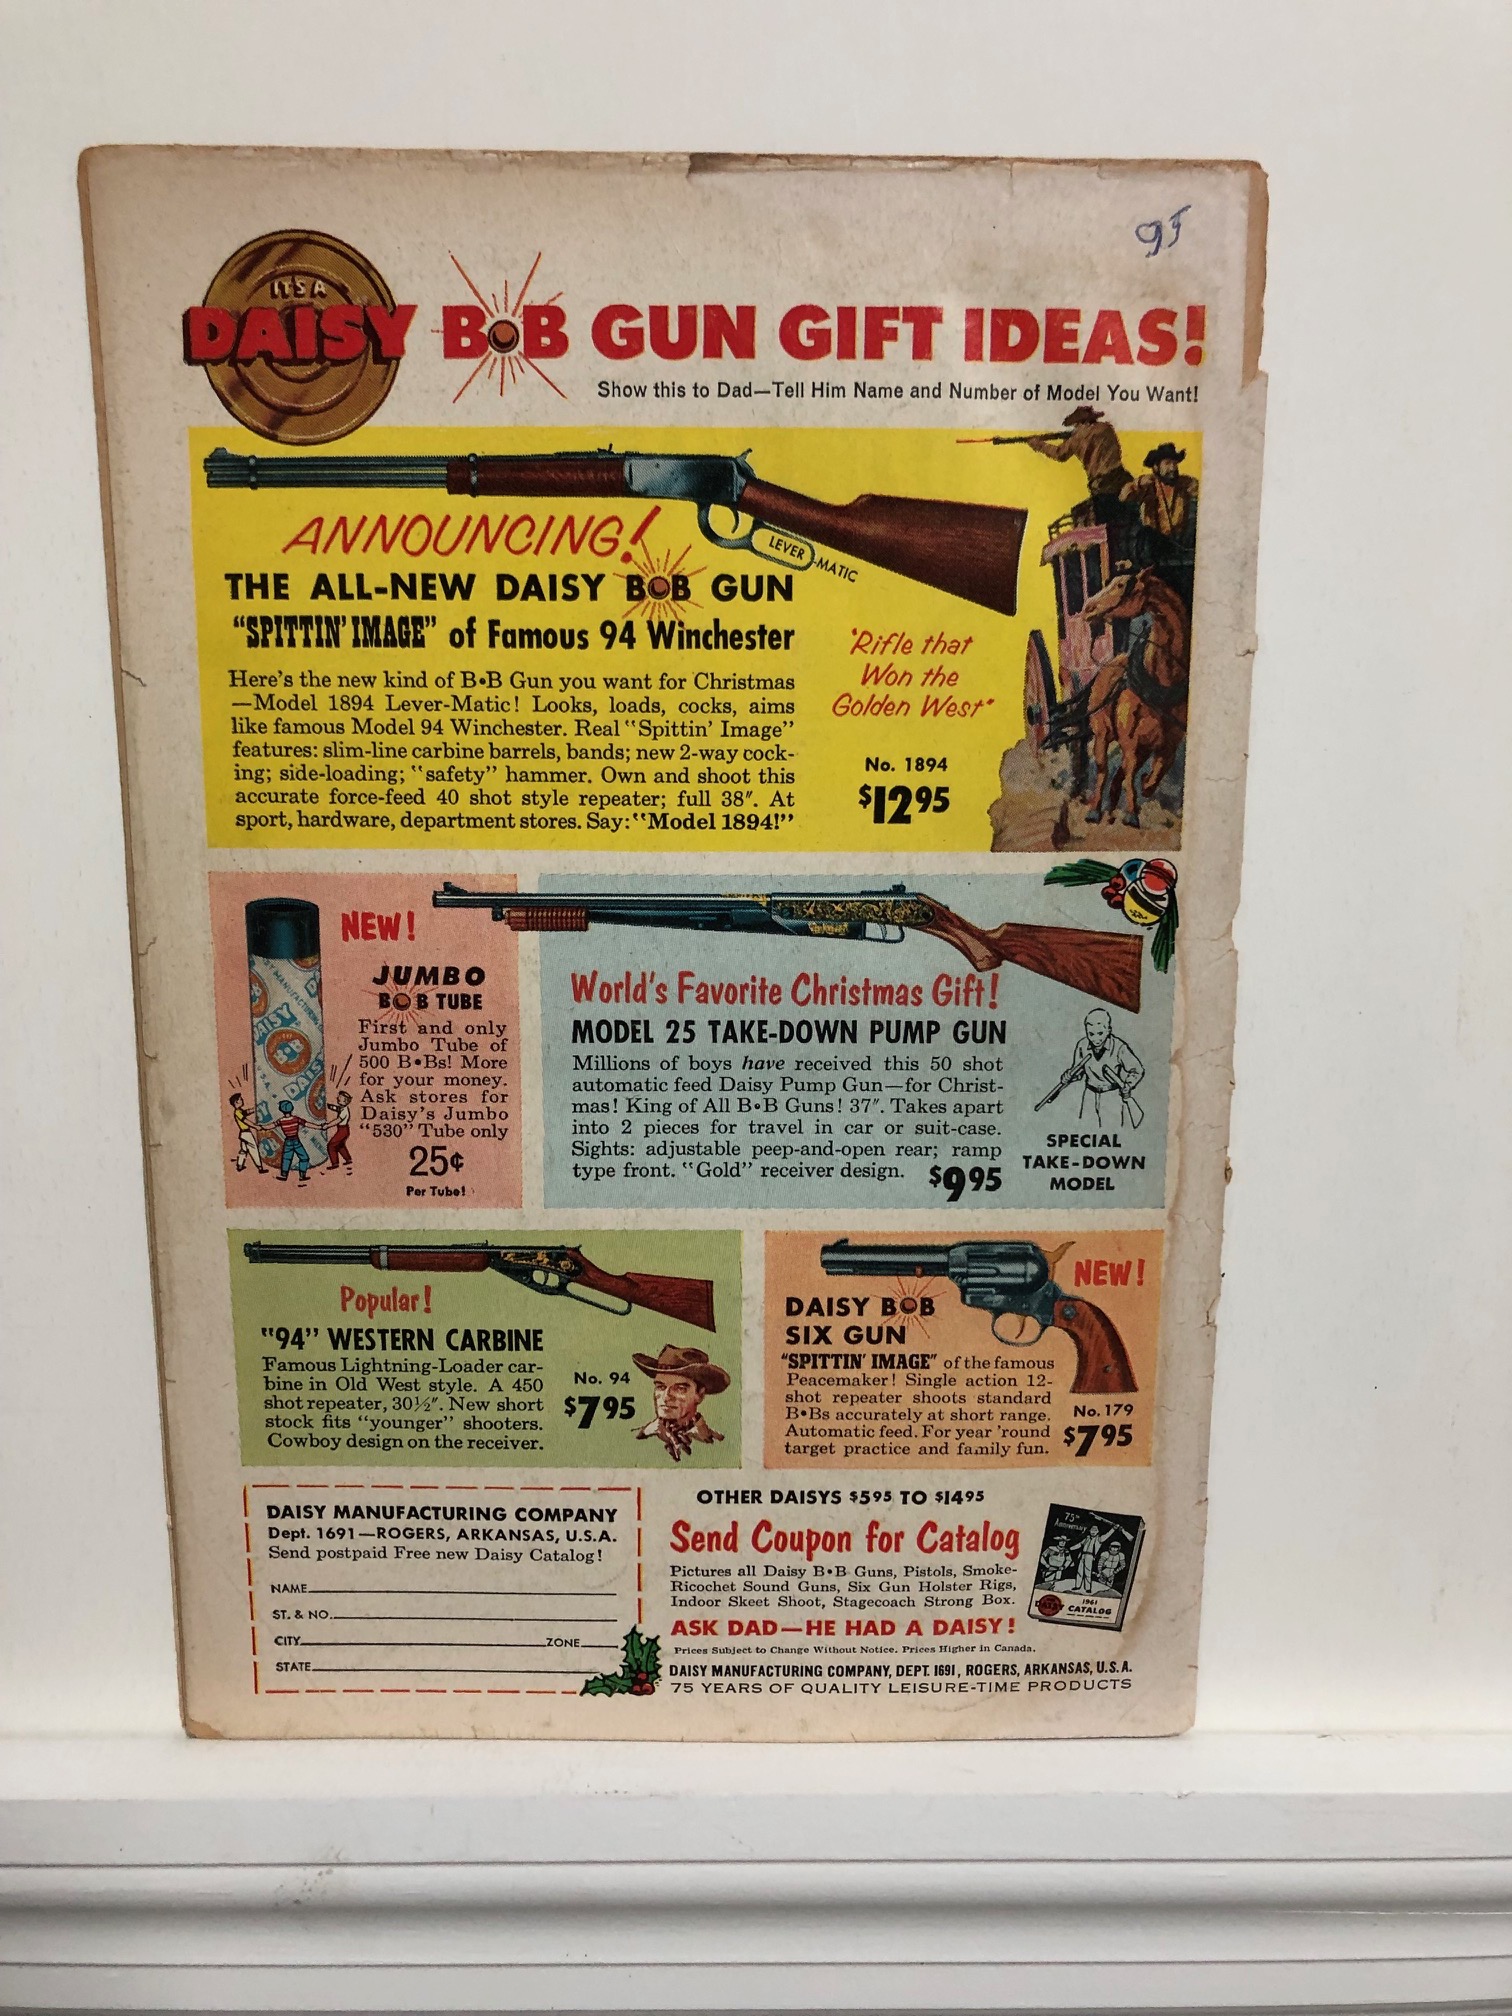 95
IT'S A
DAISY B•B GUN GIFT IDEAS!
Show this to Dad—Tell Him Name and Number of Model You Want!
ANNOUNCING!
LEVER-MATIC
THE ALL-NEW DAISY B•B GUN
"SPITTIN' IMAGE" of Famous 94 Winchester
Here's the new kind of B•B Gun you want for Christmas
—Model 1894 Lever-Matic! Looks, loads, cocks, aims
like famous Model 94 Winchester. Real "Spittin' Image"
features: slim-line carbine barrels, bands; new 2-way cock-
ing; side-loading; "safety" hammer. Own and shoot this
accurate force-feed 40 shot style repeater; full 38". At
sport, hardware, department stores. Say: "Model 1894!"
"Rifle that
Won the
Golden West"
No. 1894
$12.95
NEW!
JUMBO
B•B TUBE
First and only
Jumbo Tube of
500 B•Bs! More
for your money.
Ask stores for
Daisy's Jumbo
"530" Tube only
25¢
Per Tube!
World's Favorite Christmas Gift!
MODEL 25 TAKE-DOWN PUMP GUN
Millions of boys have received this 50 shot
automatic feed Daisy Pump Gun—for Christ-
mas! King of All B•B Guns! 37". Takes apart
into 2 pieces for travel in car or suit-case.
Sights: adjustable peep-and-open rear; ramp
type front. "Gold" receiver design. $9.95
SPECIAL
TAKE-DOWN
MODEL
Popular!
"94" WESTERN CARBINE
Famous Lightning-Loader car-
bine in Old West style. A 450
shot repeater, 30½". New short
stock fits "younger" shooters.
Cowboy design on the receiver.
No. 94
$7.95
NEW!
DAISY B•B
SIX GUN
"SPITTIN' IMAGE" of the famous
Peacemaker! Single action 12-
shot repeater shoots standard
B•Bs accurately at short range.
Automatic feed. For year 'round
target practice and family fun.
No. 179
$7.95
DAISY MANUFACTURING COMPANY
Dept. 1691—ROGERS, ARKANSAS, U.S.A.
Send postpaid Free new Daisy Catalog!
NAME
ST. & NO.
CITY ZONE
STATE
OTHER DAISYS $5.95 TO $14.95
Send Coupon for Catalog
Pictures all Daisy B•B Guns, Pistols, Smoke-
Ricochet Sound Guns, Six Gun Holster Rigs,
Indoor Skeet Shoot, Stagecoach Strong Box.
ASK DAD—HE HAD A DAISY!
Prices Subject to Change Without Notice. Prices Higher in Canada.
DAISY MANUFACTURING COMPANY, DEPT. 1691, ROGERS, ARKANSAS, U.S.A.
75 YEARS OF QUALITY LEISURE-TIME PRODUCTS
75th
Anniversary
1961
DAISY CATALOG